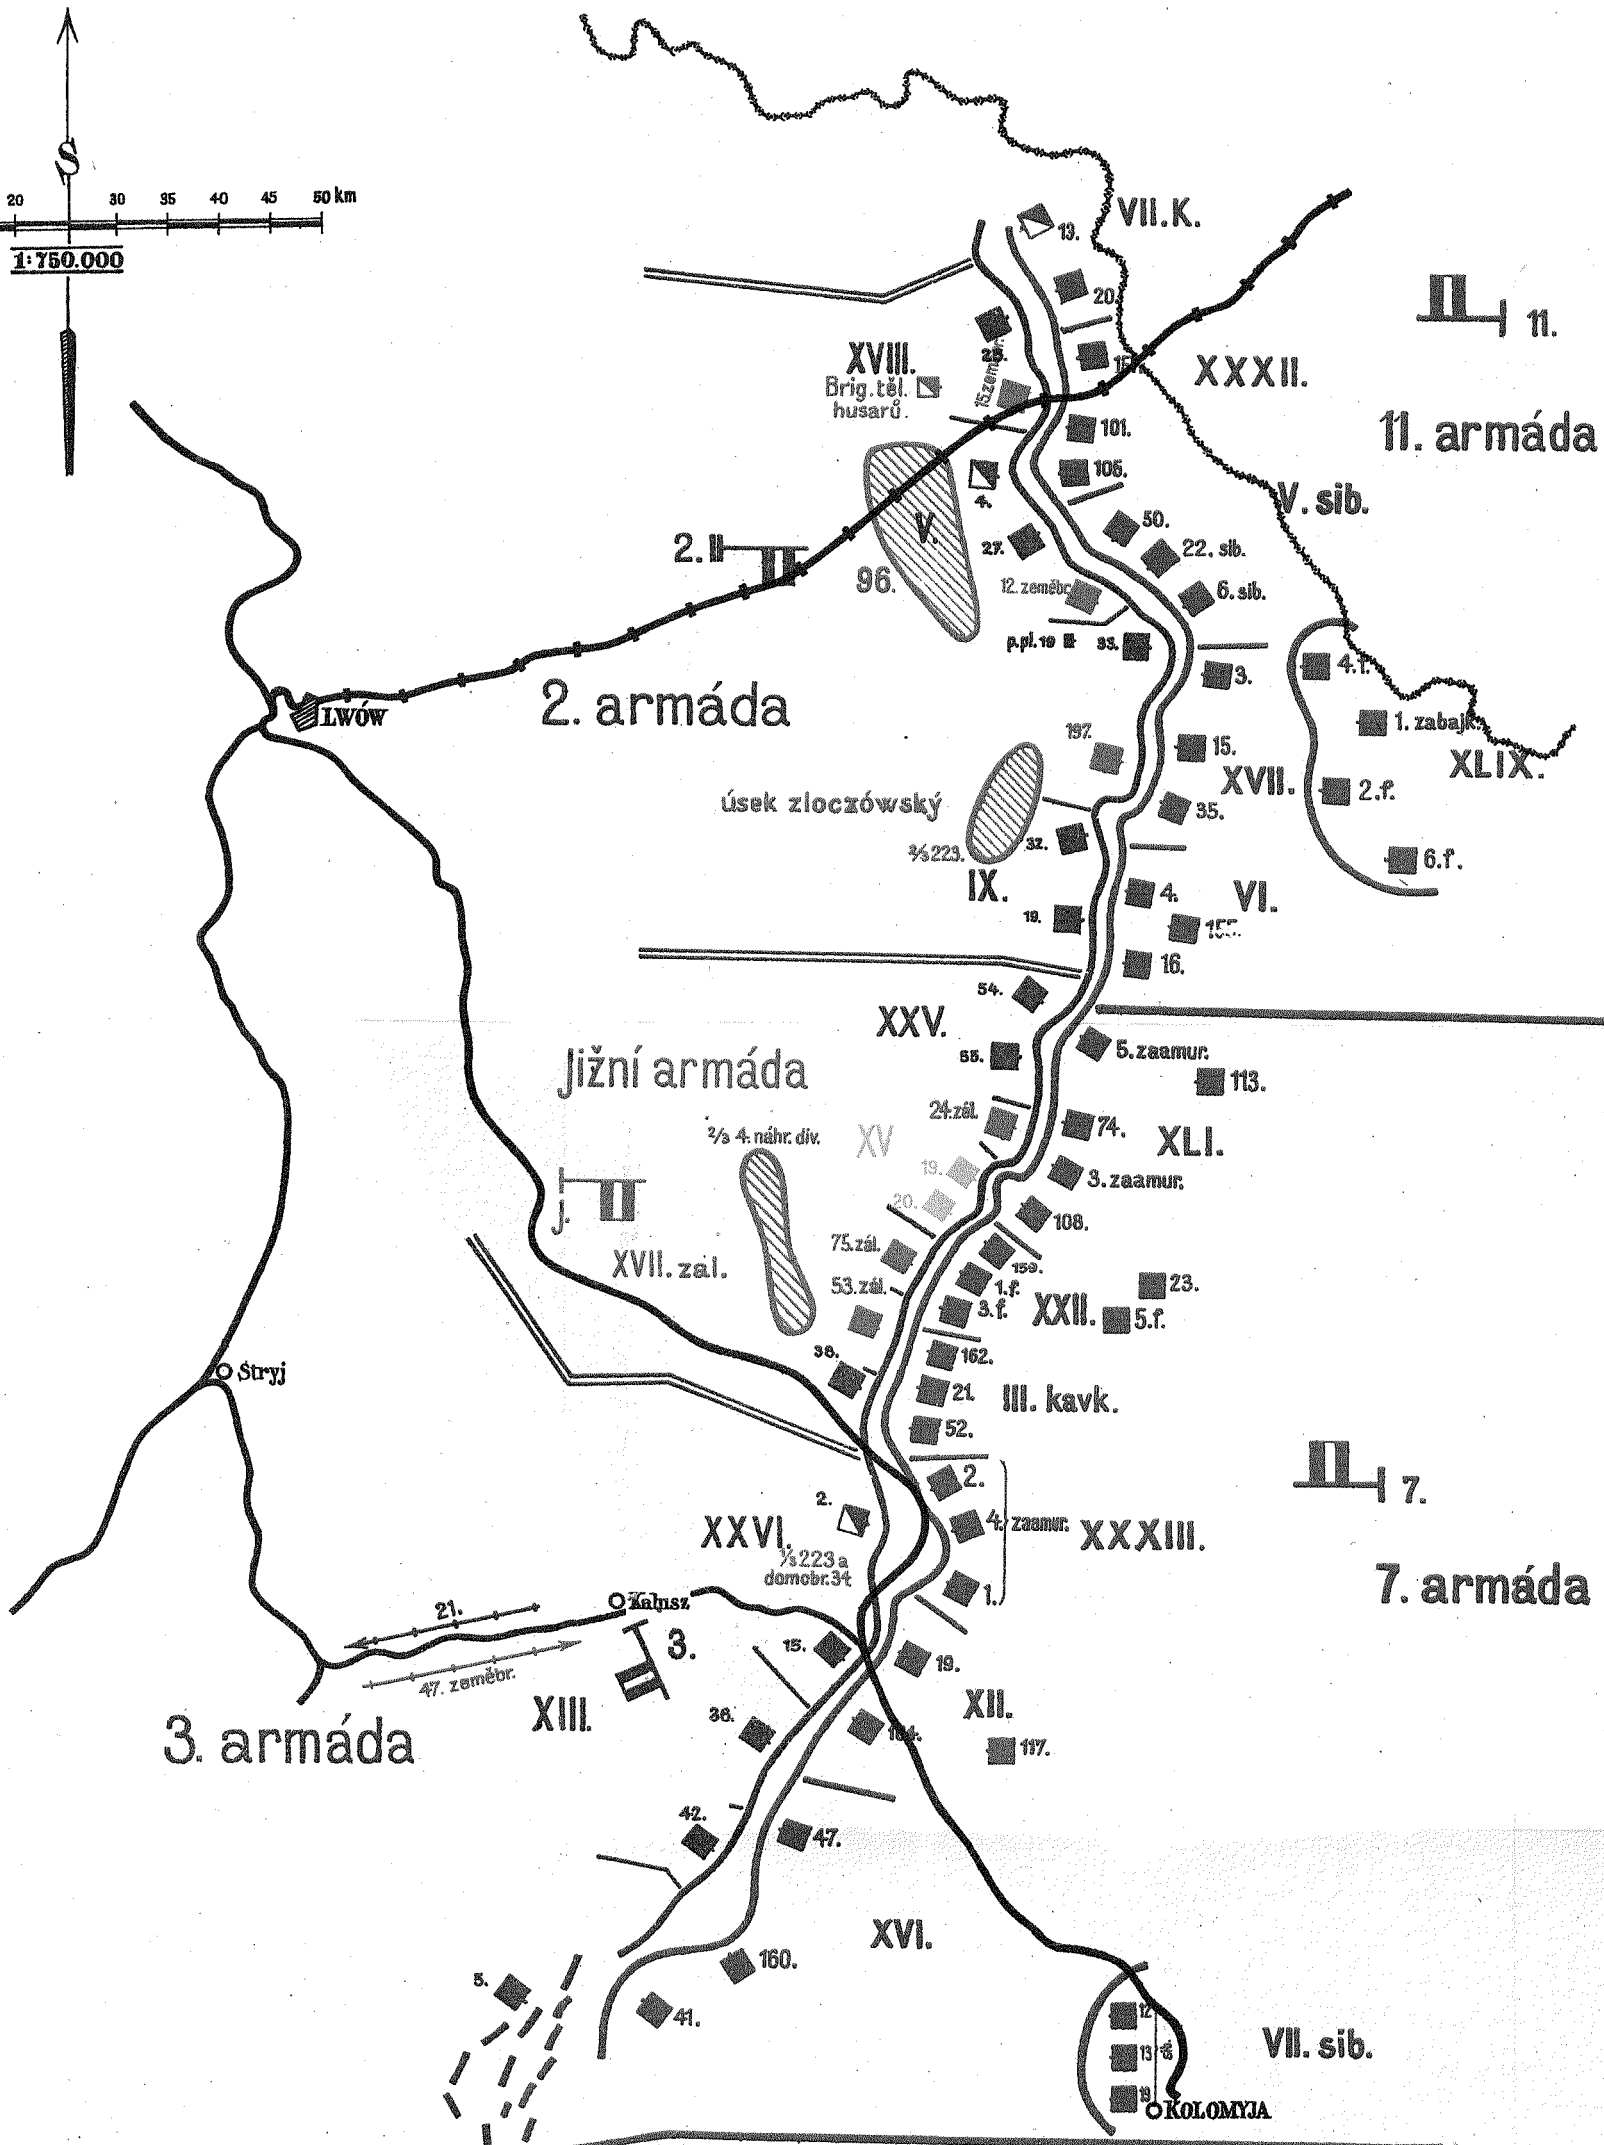 S
20 30 35 40 45 50 km
1:750.000
VII. K.
13.
20.
11.
XVIII.
25.
15. zeměbr.
XXXII.
Brig. těl.
husarů.
101.
11. armáda
105.
4.
V. sib.
50.
2. II
V.
27.
22. sib.
96.
12. zeměbr.
6. sib.
p. pl. 19
33.
3.
4. f.
LWÓW
2. armáda
1. zabajk.
197.
15.
XLIX.
XVII.
2. f.
úsek zloczówský
35.
32.
⅔ 223.
6. f.
IX.
4.
VI.
19.
16.
54.
XXV.
5. zaamur.
55.
113.
Jižní armáda
24. zál.
74.
⅔ 4. náhr. div.
XV
XLI.
19.
3. zaamur.
20.
108.
j.
75. zál.
XVII. zál.
159.
53. zál.
1. f.
23.
3. f.
XXII.
5. f.
38.
162.
Stryj
21.
III. kavk.
52.
2.
7.
2.
XXVI.
4. zaamur.
XXXIII.
⅓ 223 a
domobr. 34
1.
7. armáda
Kalusz
21.
3.
15.
19.
47. zeměbr.
XIII.
36.
XII.
3. armáda
117.
42.
47.
XVI.
160.
5.
41.
12
VII. sib.
13
KOLOMYJA